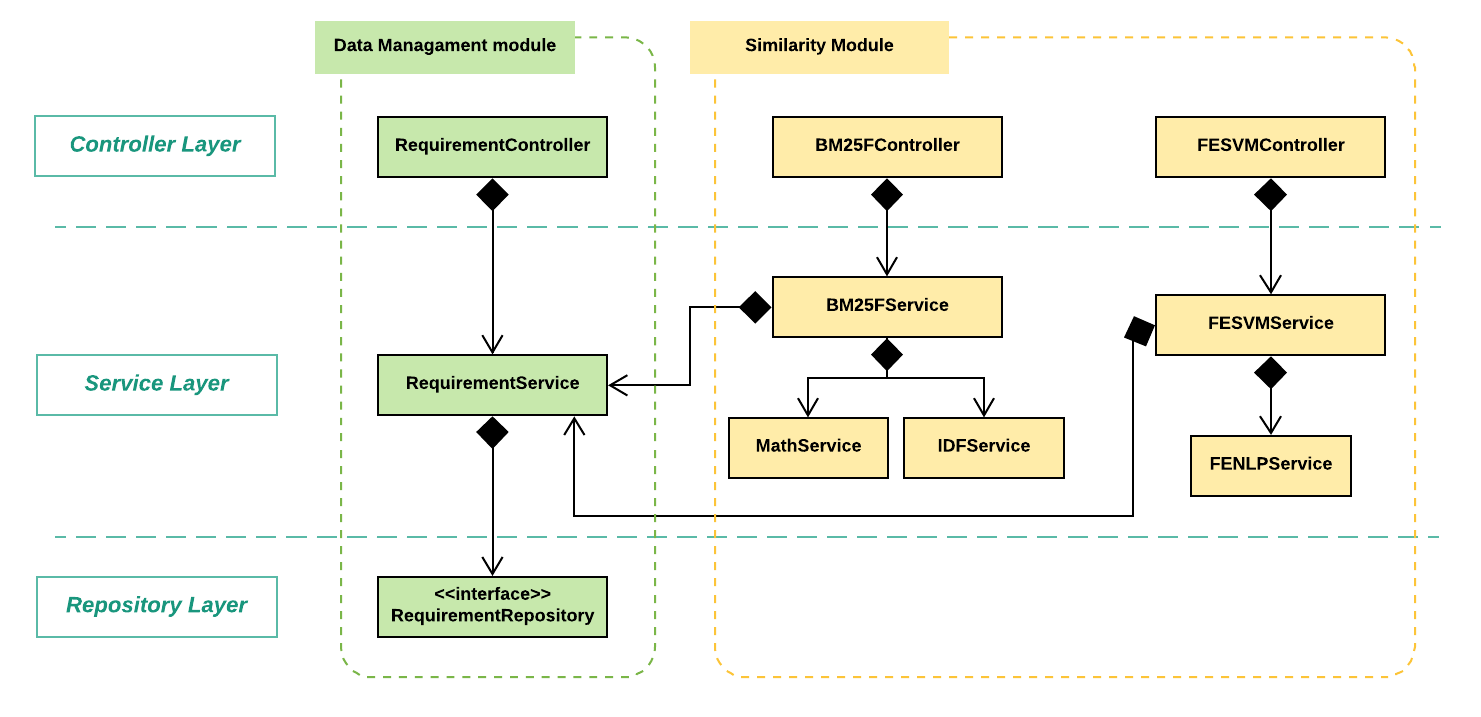 Data Managament module
Similarity Module
Controller Layer
RequirementController
BM25FController
FESVMController
BM25FService
FESVMService
Service Layer
RequirementService
MathService
IDFService
FENLPService
Repository Layer
<<interface>>
RequirementRepository